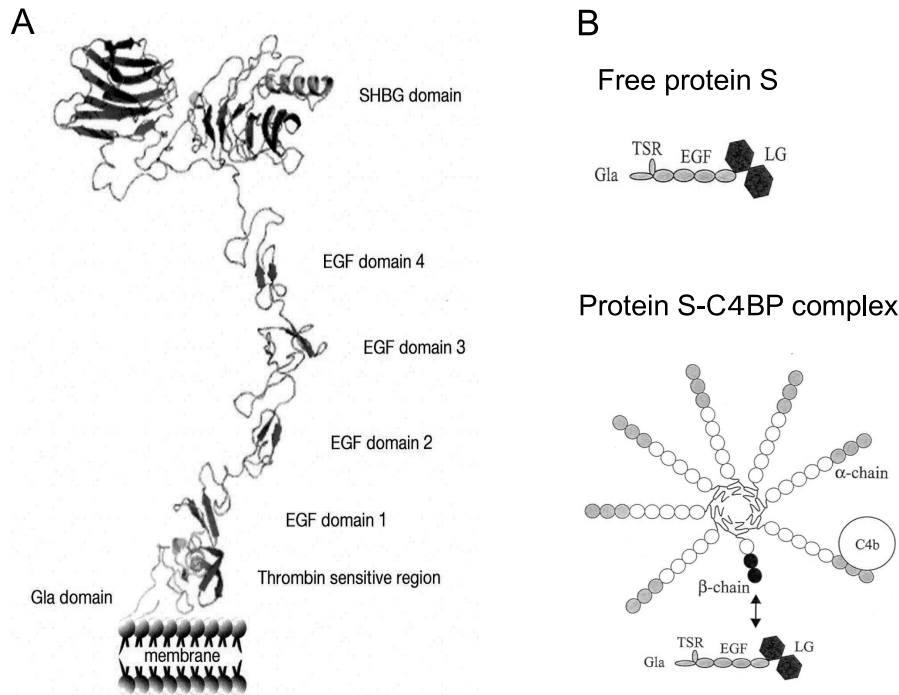 A
SHBG domain
EGF domain 4
EGF domain 3
EGF domain 2
EGF domain 1
Thrombin sensitive region
Gla domain
membrane
B
Free protein S
TSR
EGF
LG
Gla
Protein S-C4BP complex
α-chain
C4b
β-chain
TSR
EGF
LG
Gla